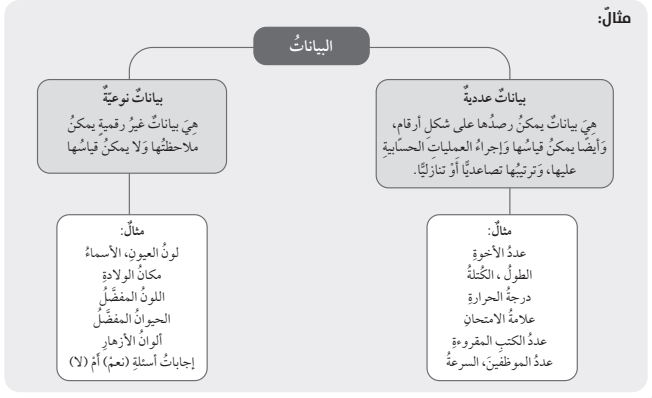 مثالٌ:
البياناتُ
بياناتٌ عدديةٌ
هِيَ بياناتٌ يمكنُ رصدُها على شكلِ أرقامٍ،
وَأيضًا يمكنُ قياسُها وَإجراءُ العملياتِ الحسابيةِ
عليها، وَترتيبُها تصاعديًّا أَوْ تنازليًّا.
بياناتٌ نوعيّةٌ
هِيَ بياناتٌ غيرُ رقميةٍ يمكنُ
ملاحظتُها وَلا يمكنُ قياسُها
مثالٌ:
عددُ الأخوةِ
الطولُ ، الكُتلةُ
درجةُ الحرارةِ
علامةُ الامتحانِ
عددُ الكتبِ المقروءةِ
عددُ الموظفينَ، السرعةُ
مثالٌ:
لونُ العيونِ، الأسماءُ
مكانُ الولادةِ
اللونُ المفضَّلُ
الحيوانُ المفضَّلُ
ألوانُ الأزهارِ
إجاباتُ أسئلةِ (نعمْ) أَمْ (لا)